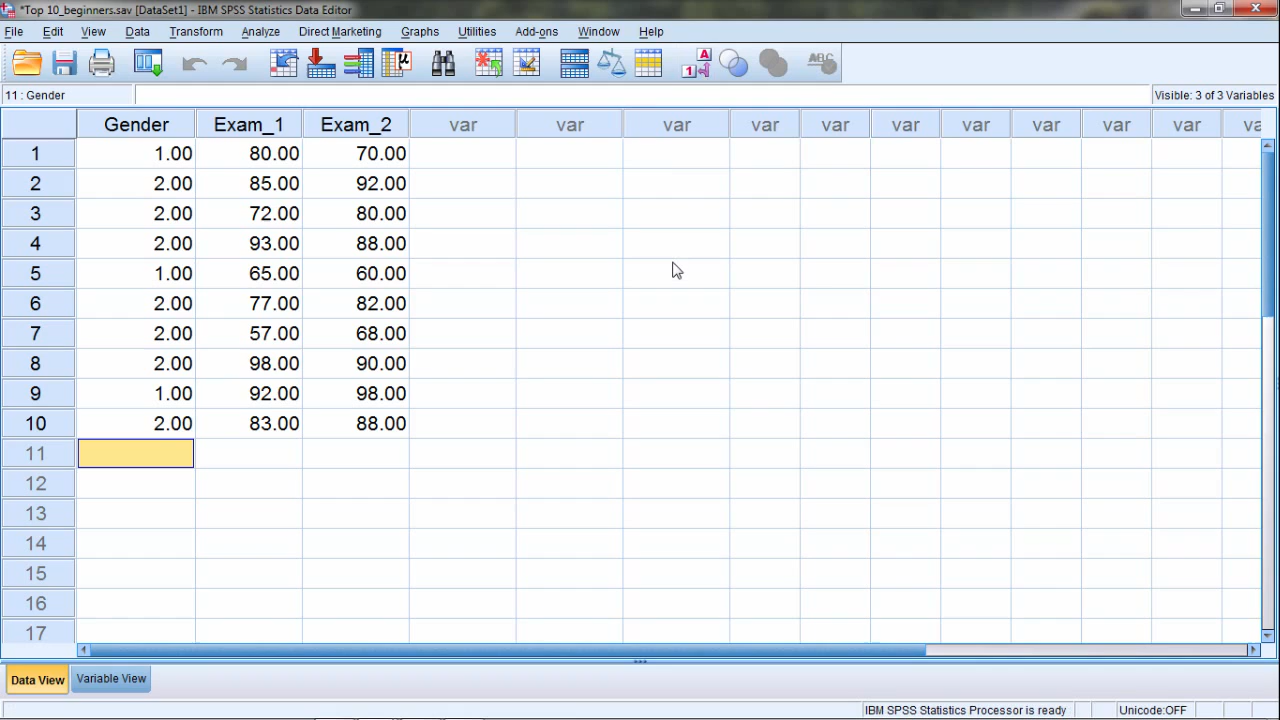 *Top 10_beginners.sav [DataSet1] - IBM SPSS Statistics Data Editor
File Edit View Data Transform Analyze Direct Marketing Graphs Utilities Add-ons Window Help
A
1 4
ABC
11 : Gender Visible: 3 of 3 Variables
Gender Exam_1 Exam_2 var var var var var var var var var var va
1 1.00 80.00 70.00
2 2.00 85.00 92.00
3 2.00 72.00 80.00
4 2.00 93.00 88.00
5 1.00 65.00 60.00
6 2.00 77.00 82.00
7 2.00 57.00 68.00
8 2.00 98.00 90.00
9 1.00 92.00 98.00
10 2.00 83.00 88.00
11
12
13
14
15
16
17
Data View Variable View
IBM SPSS Statistics Processor is ready Unicode:OFF